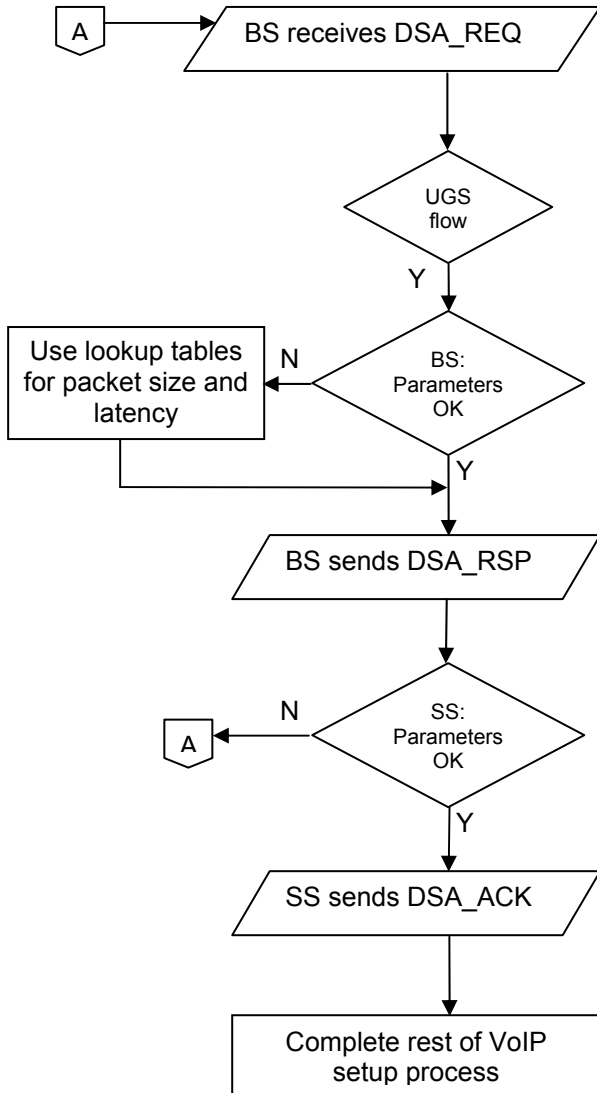 A
BS receives DSA_REQ
UGS
flow
Y
Use lookup tables
for packet size and
latency
N
BS:
Parameters
OK
Y
BS sends DSA_RSP
A
N
SS:
Parameters
OK
Y
SS sends DSA_ACK
Complete rest of VoIP
setup process